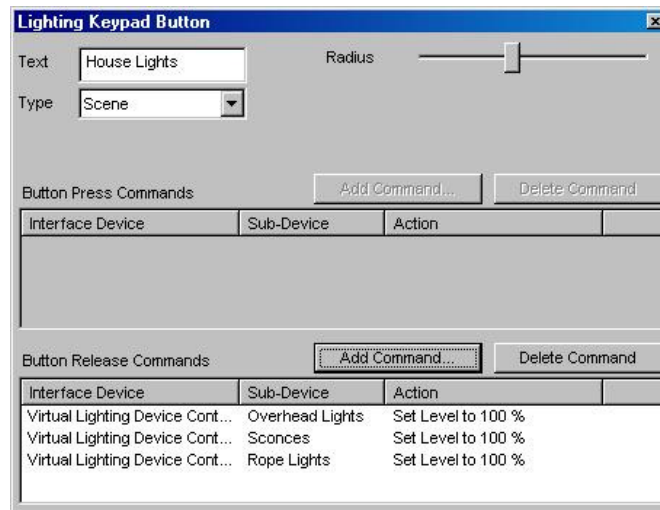 Lighting Keypad Button
Text House Lights Radius
Type Scene
Button Press Commands Add Command... Delete Command
Interface Device Sub-Device Action
Button Release Commands Add Command... Delete Command
Interface Device Sub-Device Action
Virtual Lighting Device Cont... Overhead Lights Set Level to 100 %
Virtual Lighting Device Cont... Sconces Set Level to 100 %
Virtual Lighting Device Cont... Rope Lights Set Level to 100 %